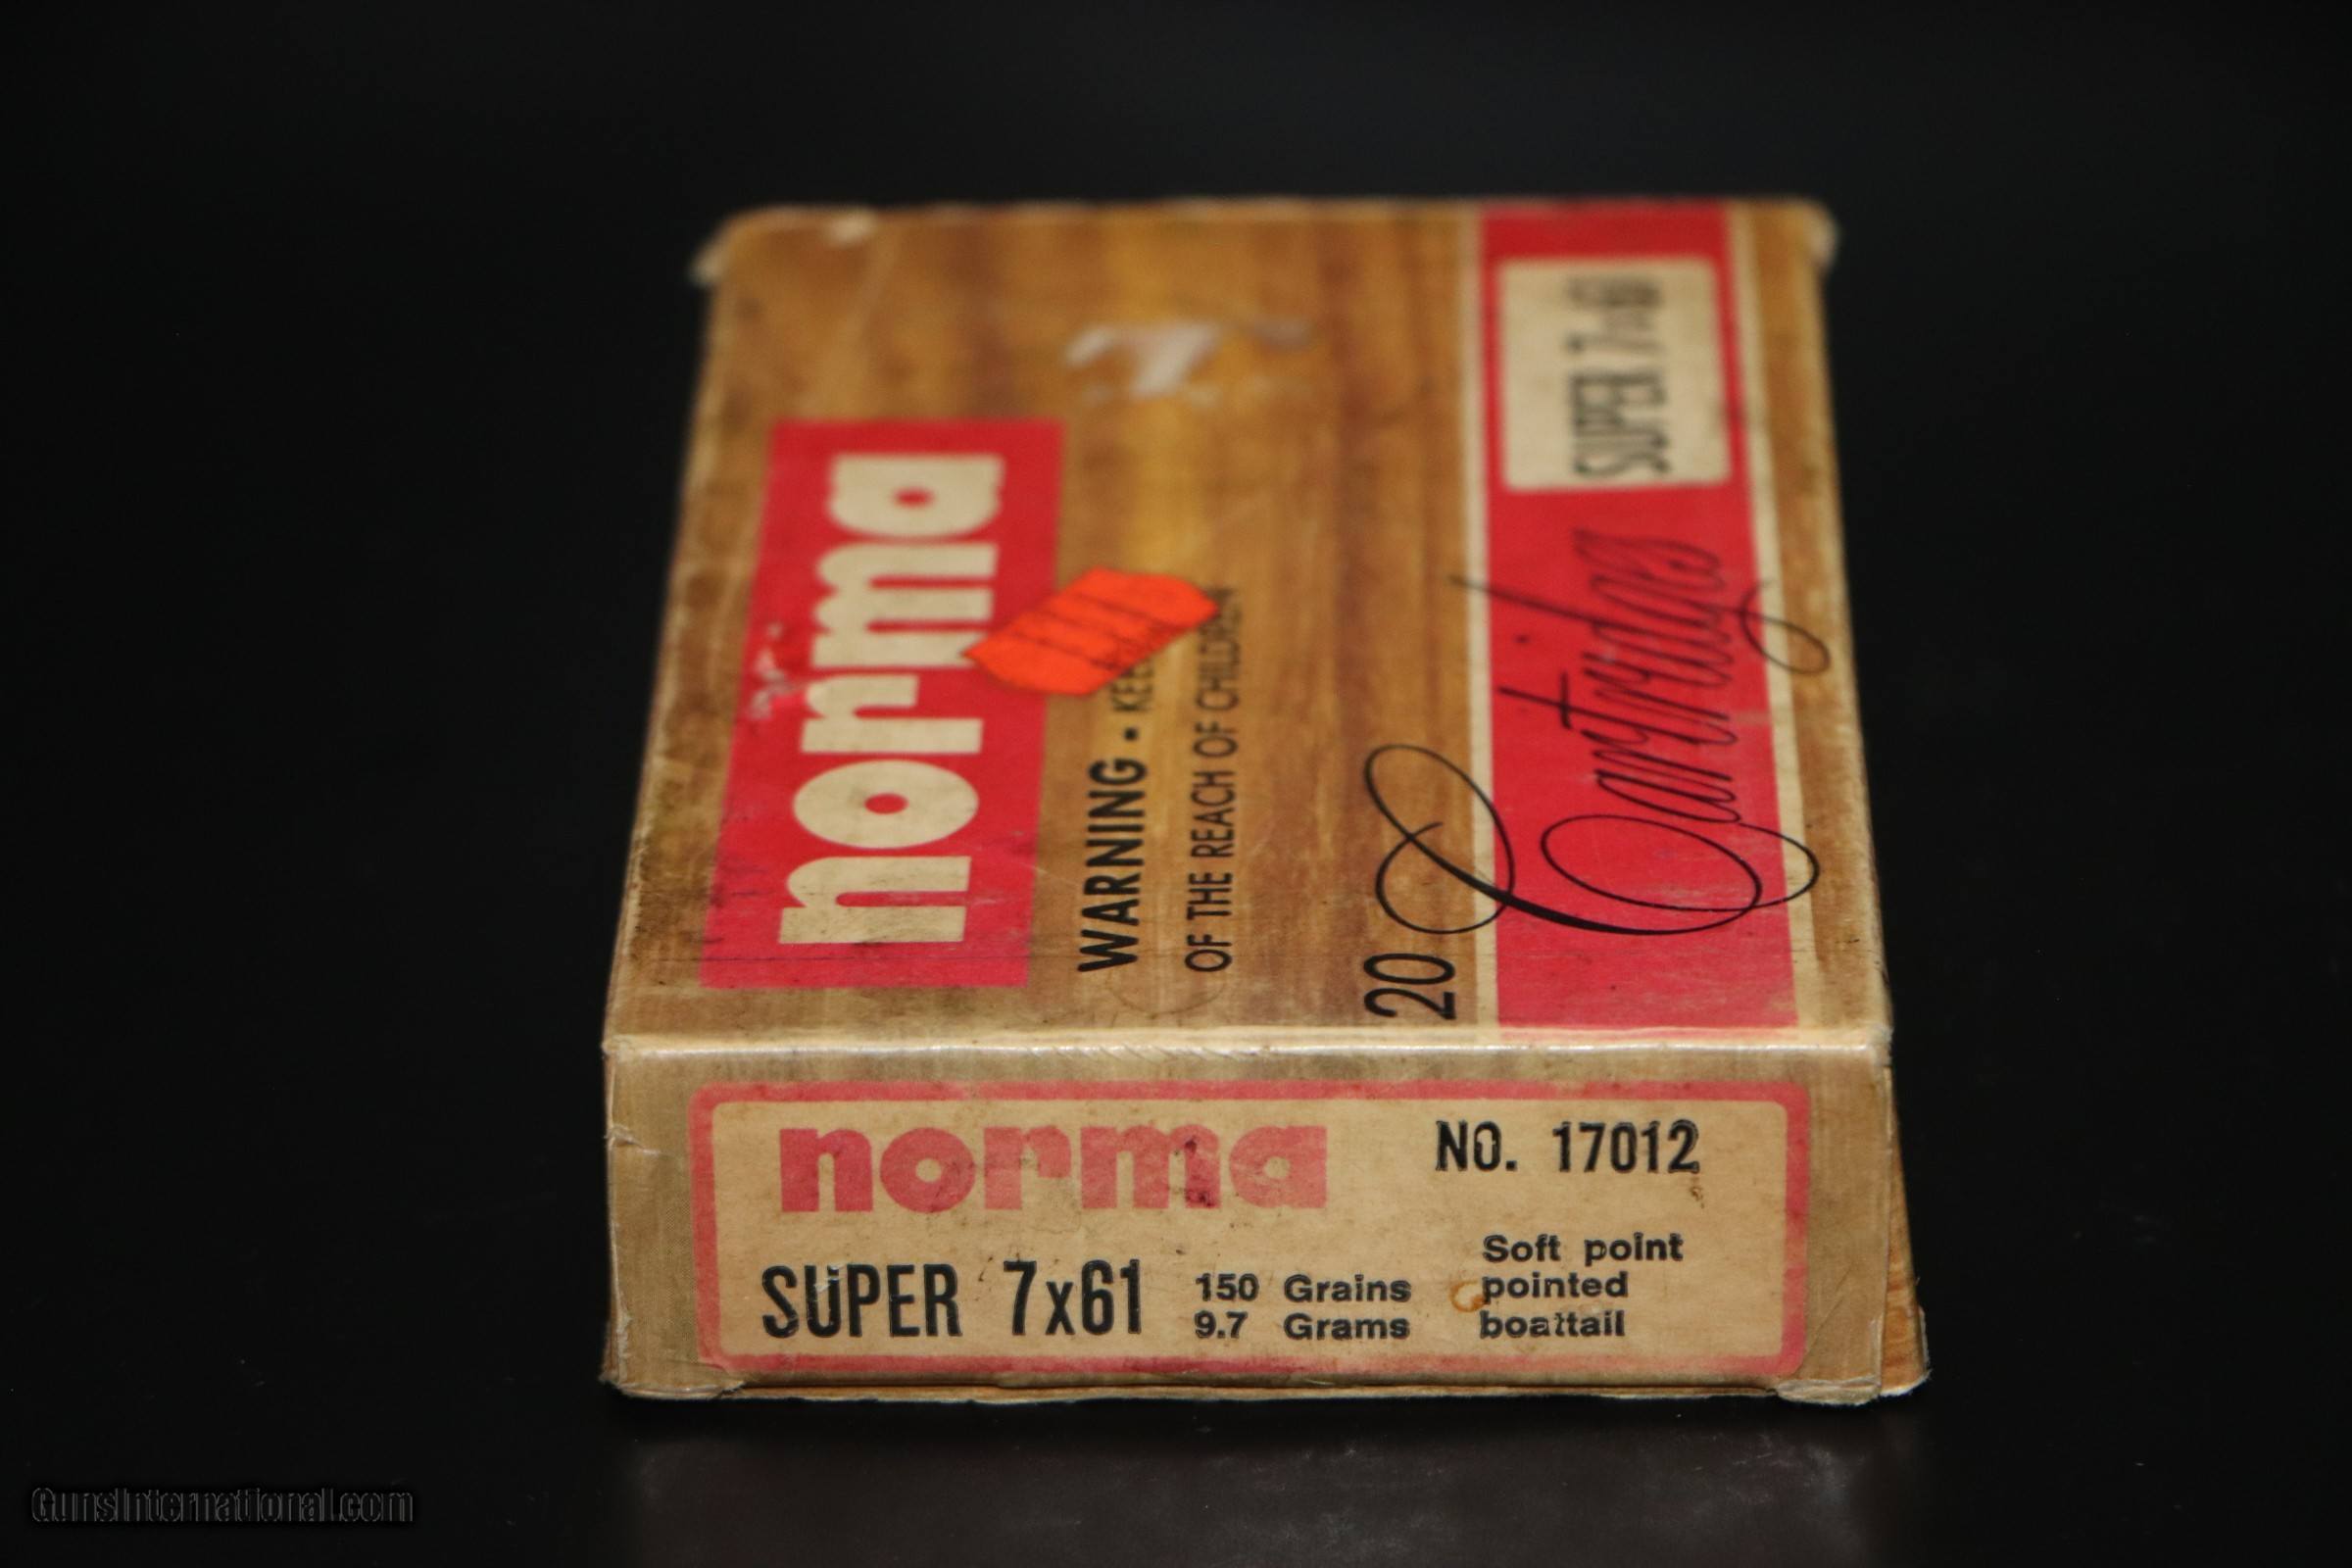 norma
WARNING - KEE
OF THE REACH OF CHILDREN
20 Cartridges
SUPER 7x61
norma
NO. 17012
SUPER 7x61
150 Grains
9.7 Grams
Soft point
pointed
boattail
GunsInternational.com